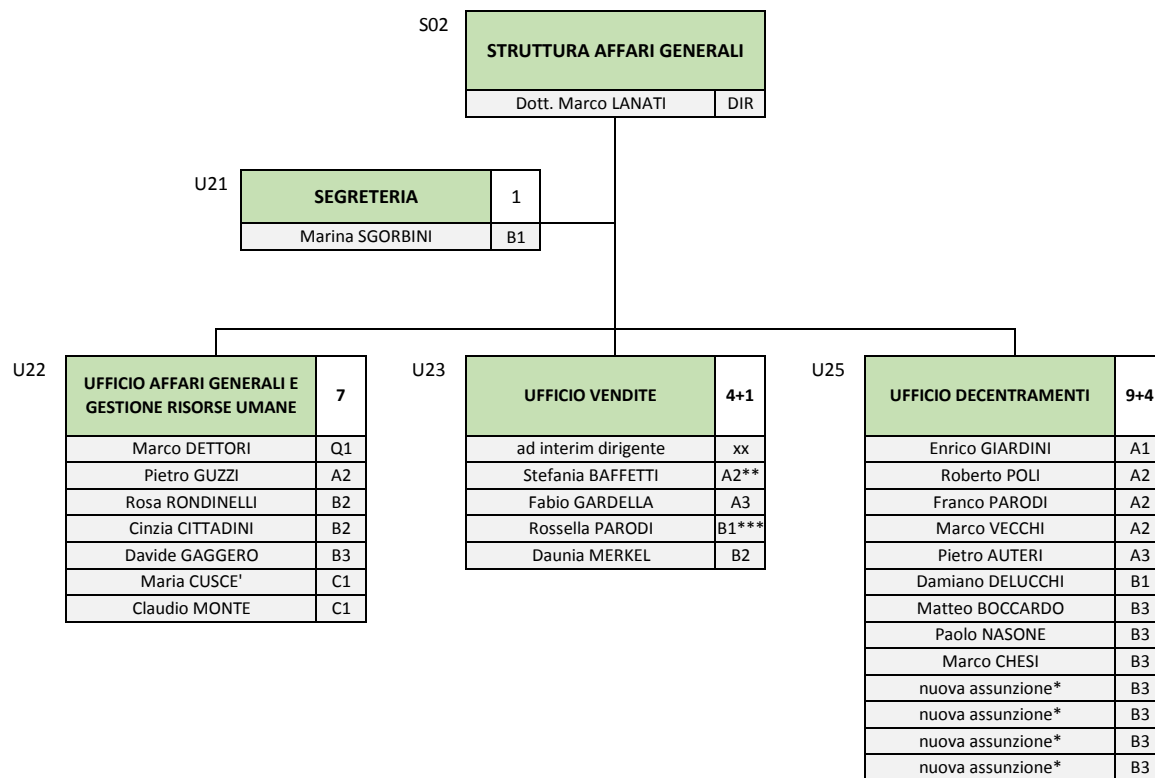 S02
STRUTTURA AFFARI GENERALI
Dott. Marco LANATI DIR
U21
SEGRETERIA 1
Marina SGORBINI B1
U22
UFFICIO AFFARI GENERALI E
GESTIONE RISORSE UMANE 7
Marco DETTORI Q1
Pietro GUZZI A2
Rosa RONDINELLI B2
Cinzia CITTADINI B2
Davide GAGGERO B3
Maria CUSCE' C1
Claudio MONTE C1
U23
UFFICIO VENDITE 4+1
ad interim dirigente xx
Stefania BAFFETTI A2**
Fabio GARDELLA A3
Rossella PARODI B1***
Daunia MERKEL B2
U25
UFFICIO DECENTRAMENTI 9+4
Enrico GIARDINI A1
Roberto POLI A2
Franco PARODI A2
Marco VECCHI A2
Pietro AUTERI A3
Damiano DELUCCHI B1
Matteo BOCCARDO B3
Paolo NASONE B3
Marco CHESI B3
nuova assunzione* B3
nuova assunzione* B3
nuova assunzione* B3
nuova assunzione* B3